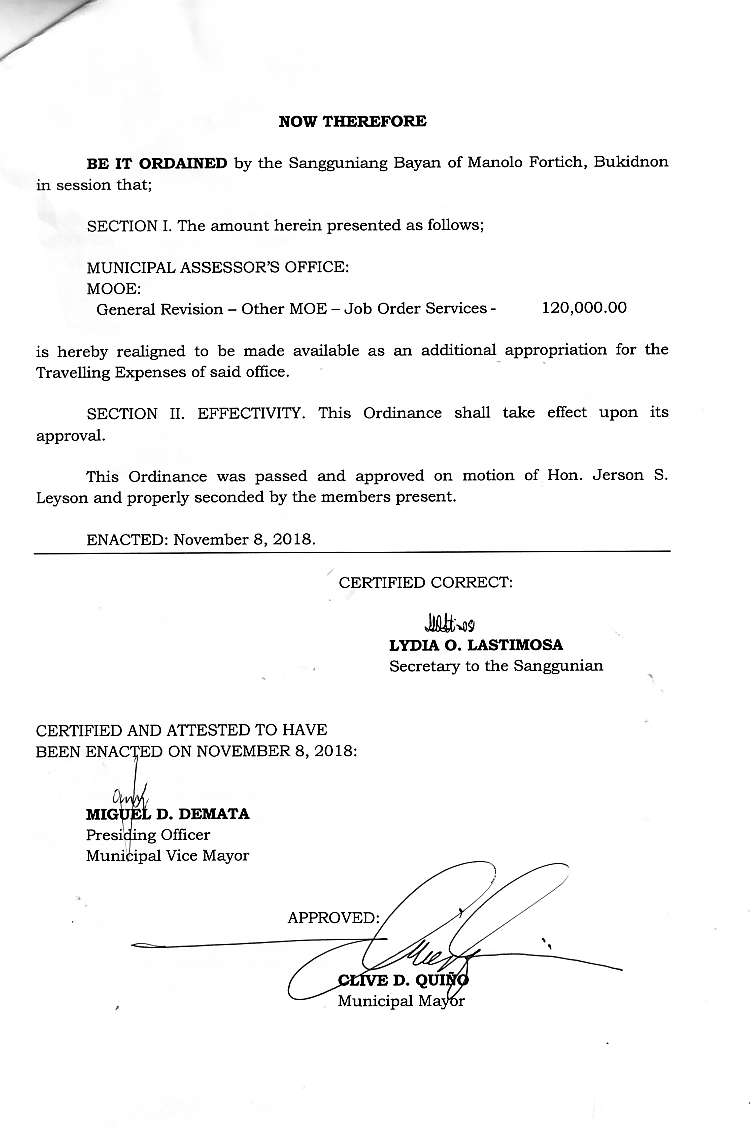 NOW THEREFORE
BE IT ORDAINED by the Sangguniang Bayan of Manolo Fortich, Bukidnon
in session that;
SECTION I. The amount herein presented as follows;
MUNICIPAL ASSESSOR'S OFFICE:
MOOE:
General Revision – Other MOE – Job Order Services - 120,000.00
is hereby realigned to be made available as an additional appropriation for the
Travelling Expenses of said office.
SECTION II. EFFECTIVITY. This Ordinance shall take effect upon its
approval.
This Ordinance was passed and approved on motion of Hon. Jerson S.
Leyson and properly seconded by the members present.
ENACTED: November 8, 2018.
CERTIFIED CORRECT:
LYDIA O. LASTIMOSA
Secretary to the Sanggunian
CERTIFIED AND ATTESTED TO HAVE
BEEN ENACTED ON NOVEMBER 8, 2018:
MIGUEL D. DEMATA
Presiding Officer
Municipal Vice Mayor
APPROVED:
CLIVE D. QUIÑO
Municipal Mayor